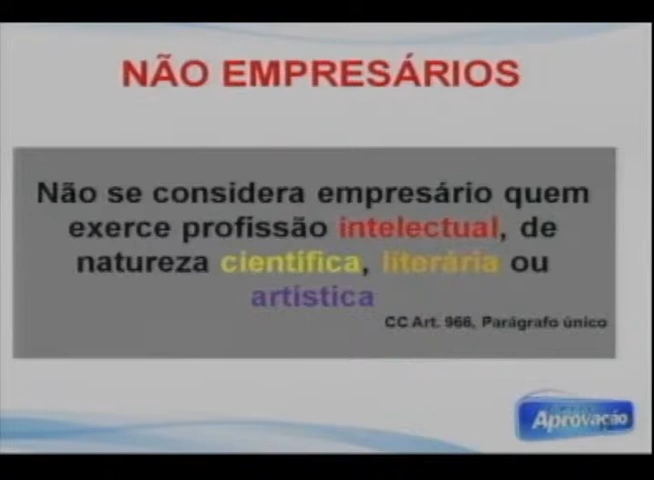 NÃO EMPRESÁRIOS
Não se considera empresário quem
exerce profissão intelectual, de
natureza científica, literária ou
artística
CC Art. 966, Parágrafo único
Aprovação